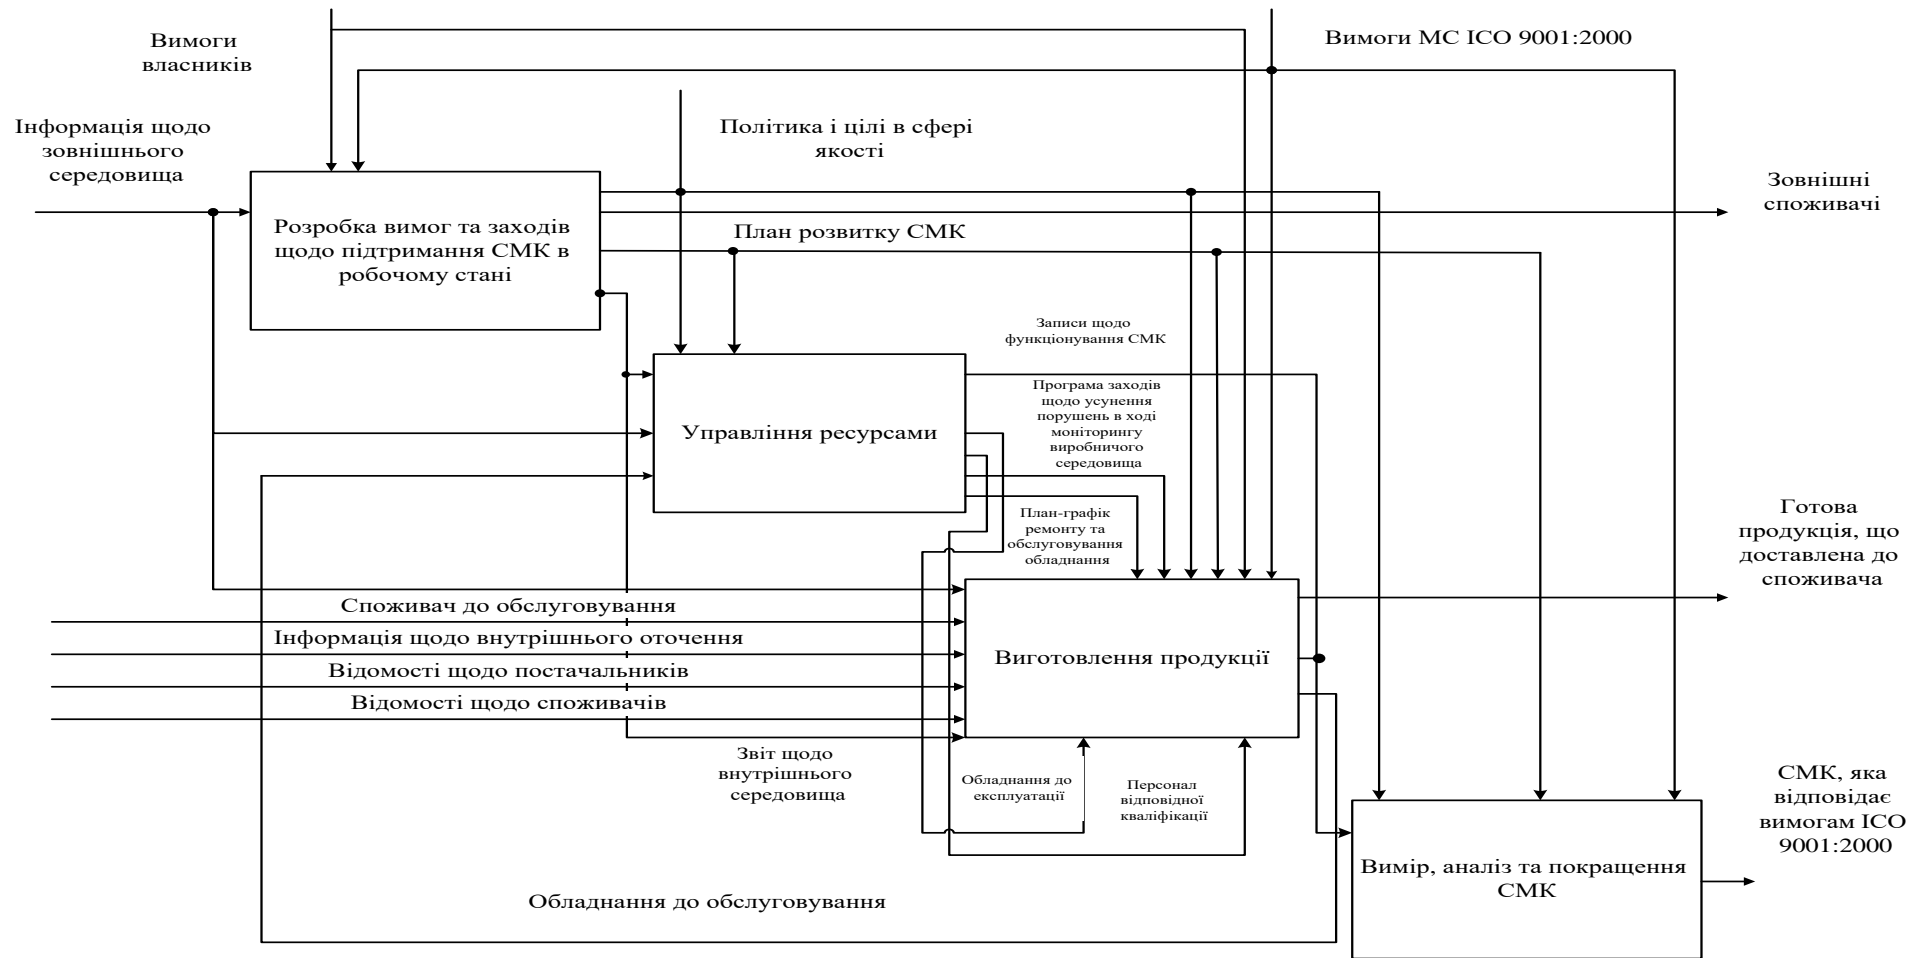 Вимоги
власників
Вимоги МС ІСО 9001:2000
Інформація щодо
зовнішнього
середовища
Політика і цілі в сфері
якості
Зовнішні
споживачі
Розробка вимог та заходів
щодо підтримання СМК в
робочому стані
План розвитку СМК
Записи щодо
функціонування СМК
Управління ресурсами
Програма заходів
щодо усунення
порушень в ході
моніторингу
виробничого
середовища
План-графік
ремонту та
обслуговування
обладнання
Готова
продукція, що
доставлена до
споживача
Споживач до обслуговування
Інформація щодо внутрішнього оточення
Відомості щодо постачальників
Відомості щодо споживачів
Виготовлення продукції
Звіт щодо
внутрішнього
середовища
Обладнання до
експлуатації
Персонал
відповідної
кваліфікації
СМК, яка
відповідає
вимогам ІСО
9001:2000
Вимір, аналіз та покращення
СМК
Обладнання до обслуговування